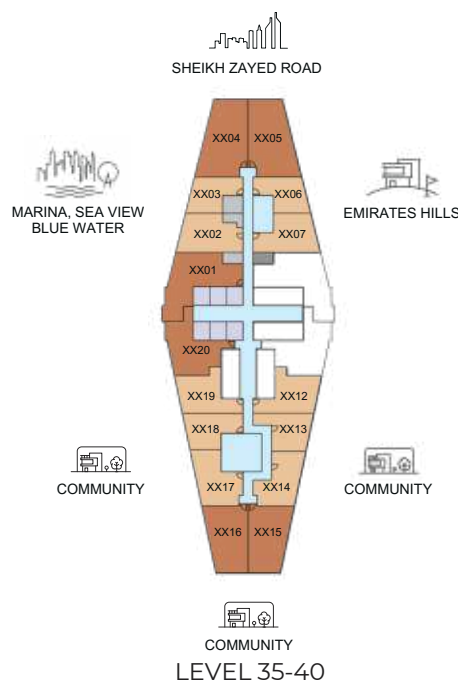 SHEIKH ZAYED ROAD
XX04 XX05
XX03 XX06
MARINA, SEA VIEW
BLUE WATER
EMIRATES HILLS
XX02 XX07
XX01
XX20
XX19 XX12
XX18 XX13
XX17 XX14
COMMUNITY COMMUNITY
XX16 XX15
COMMUNITY
LEVEL 35-40